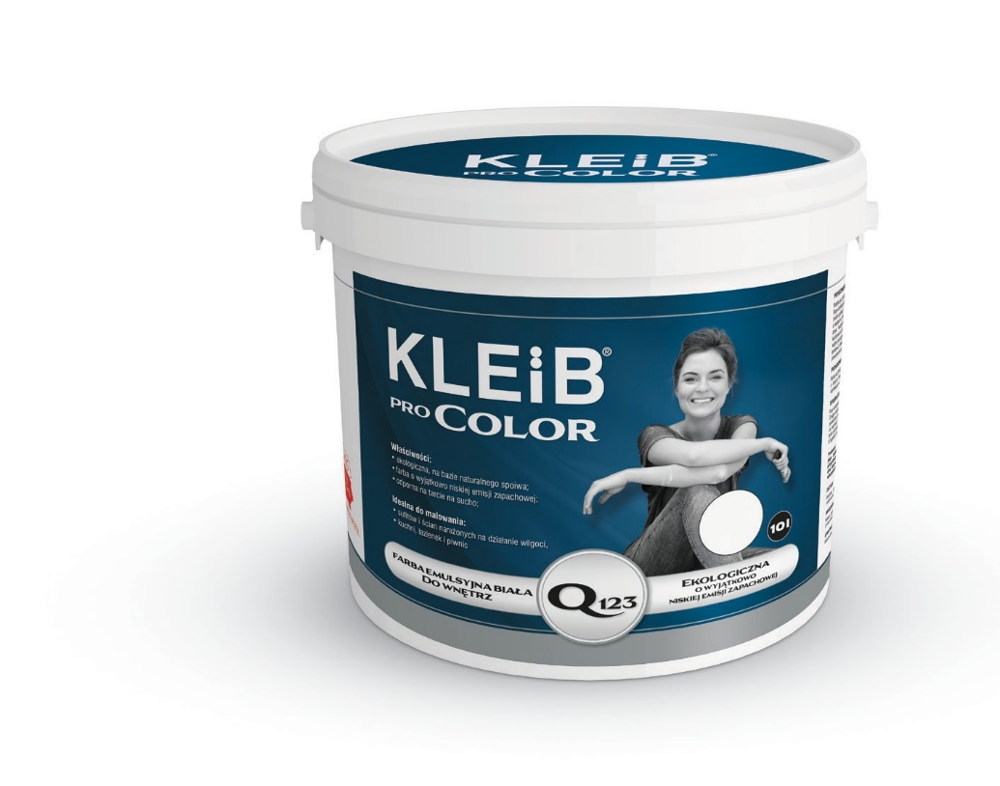 KLEiB®
PRO COLOR
KLEiB®
PRO COLOR
Właściwości:
• ekologiczna, na bazie naturalnego spoiwa;
• farba o wyjątkowo niskiej emisji zapachowej;
• odporna na tarcie na sucho;
Idealna do malowania:
• sufitów i ścian narażonych na działanie wilgoci,
• kuchni, łazienek i piwnic
10 l
FARBA EMULSYJNA BIAŁA
DO WNĘTRZ
Q123
EKOLOGICZNA
O WYJĄTKOWO
NISKIEJ EMISJI ZAPACHOWEJ